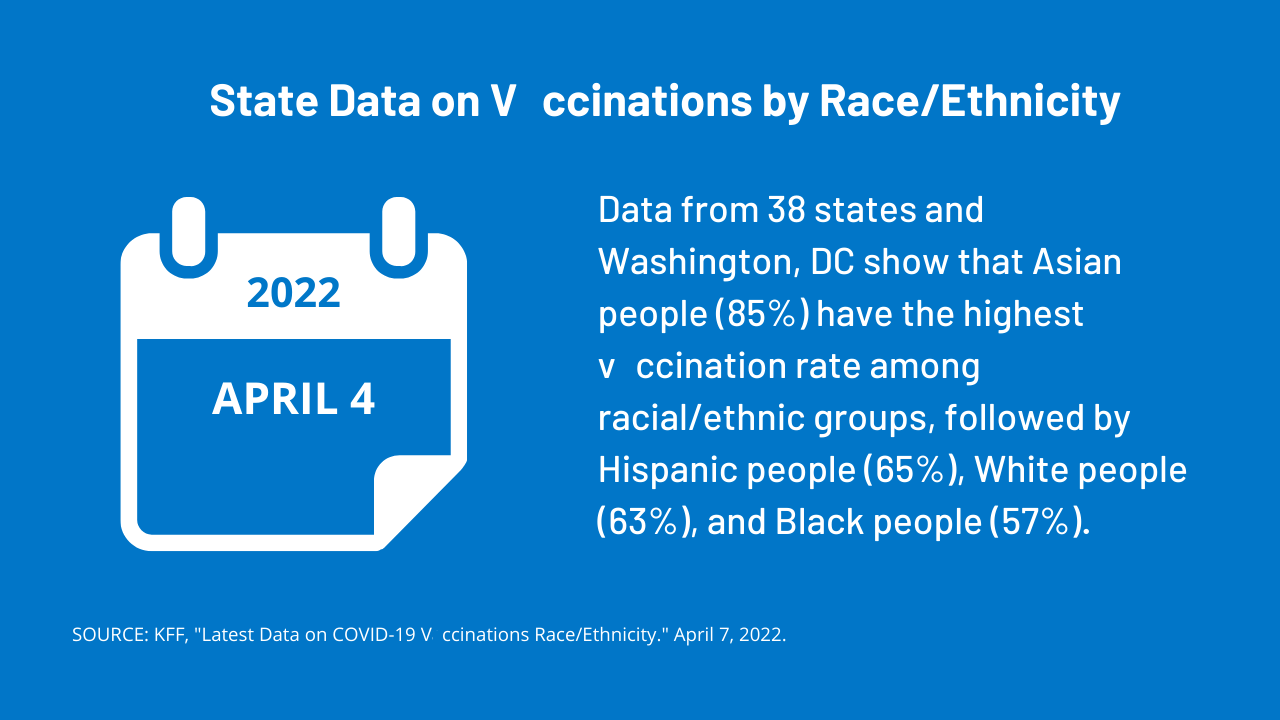 State Data on V ccinations by Race/Ethnicity
2022
APRIL 4
Data from 38 states and
Washington, DC show that Asian
people (85%) have the highest
v ccination rate among
racial/ethnic groups, followed by
Hispanic people (65%), White people
(63%), and Black people (57%).
SOURCE: KFF, "Latest Data on COVID-19 V ccinations Race/Ethnicity." April 7, 2022.